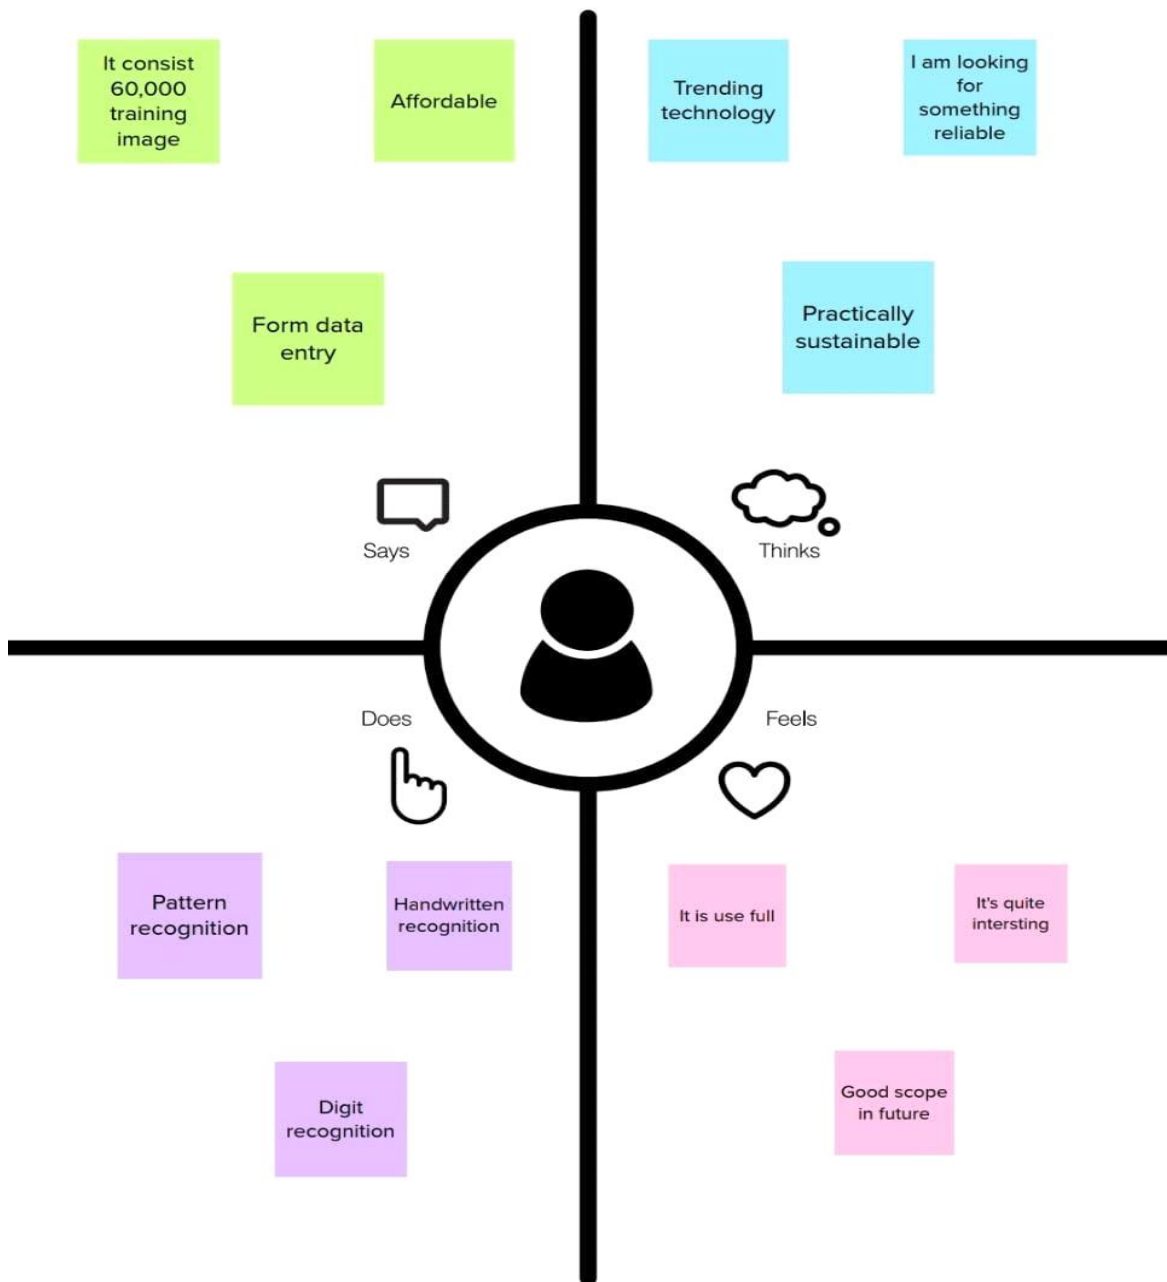 It consist
60,000
training
image
Affordable
Form data
entry
Says
Trending
technology
I am looking
for
something
reliable
Practically
sustainable
Thinks
Does
Pattern
recognition
Handwritten
recognition
Digit
recognition
Feels
It is use full
It's quite
intersting
Good scope
in future